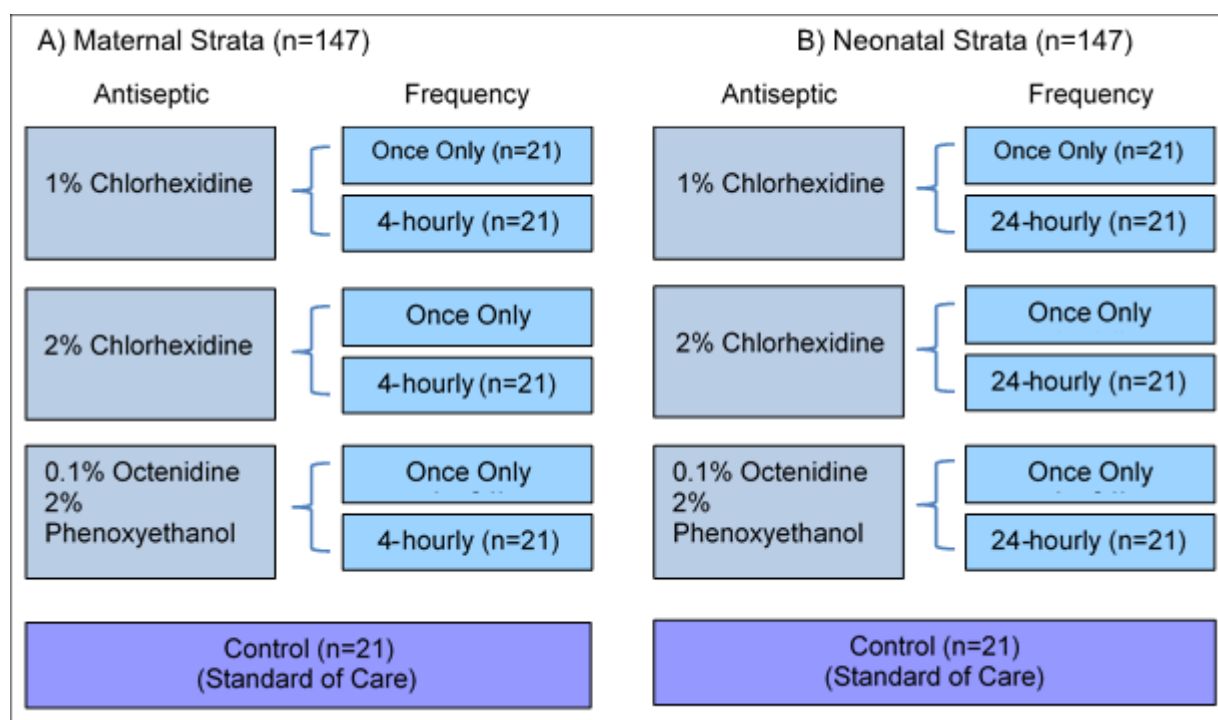 A) Maternal Strata (n=147)
Antiseptic
Frequency
1% Chlorhexidine
Once Only (n=21)
4-hourly (n=21)
2% Chlorhexidine
Once Only
4-hourly (n=21)
0.1% Octenidine
2%
Phenoxyethanol
Once Only
4-hourly (n=21)
Control (n=21)
(Standard of Care)
B) Neonatal Strata (n=147)
Antiseptic
Frequency
1% Chlorhexidine
Once Only (n=21)
24-hourly (n=21)
2% Chlorhexidine
Once Only
24-hourly (n=21)
0.1% Octenidine
2%
Phenoxyethanol
Once Only
24-hourly (n=21)
Control (n=21)
(Standard of Care)